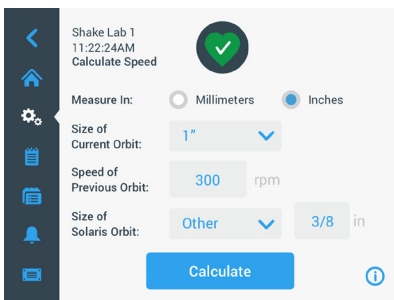 Shake Lab 1
11:22:24AM
Calculate Speed
Measure In: Millimeters Inches
Size of
Current Orbit: 1”
Speed of
Previous Orbit: 300 rpm
Size of
Solaris Orbit: Other 3/8 in
Calculate